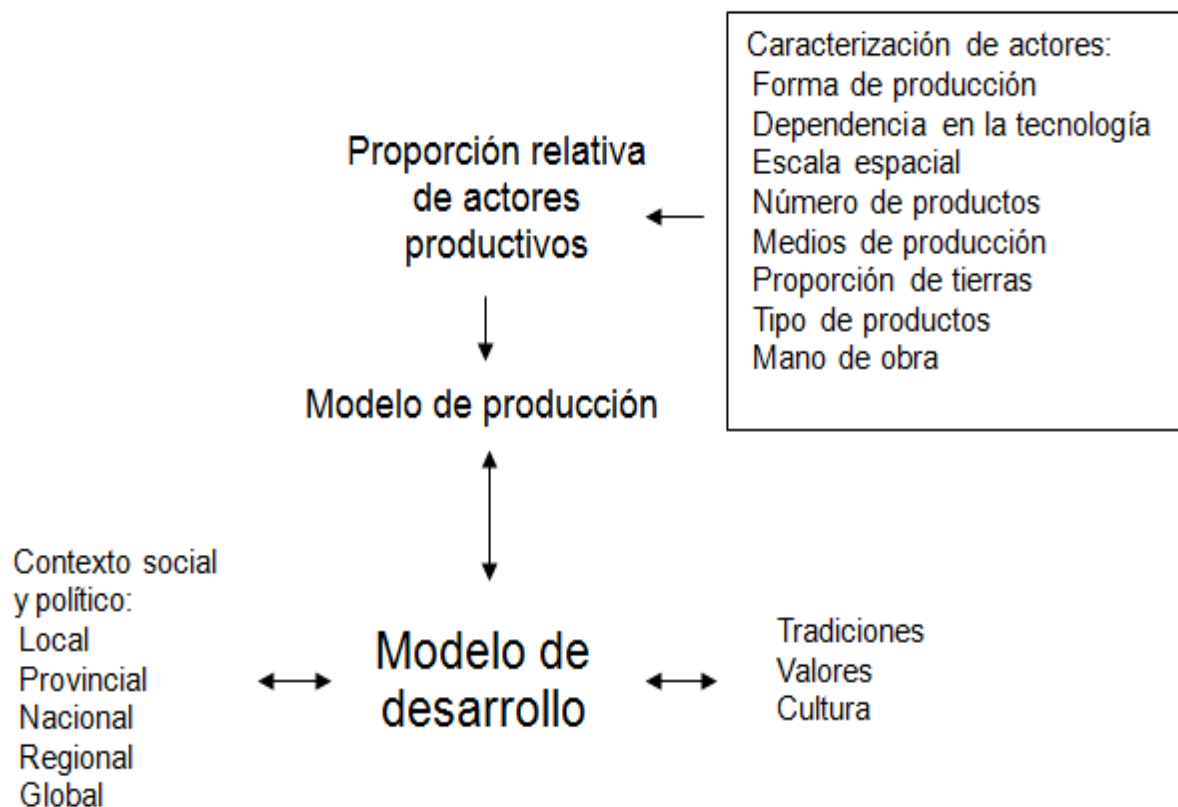 Caracterización de actores:
Forma de producción
Dependencia en la tecnología
Escala espacial
Número de productos
Medios de producción
Proporción de tierras
Tipo de productos
Mano de obra
Proporción relativa
de actores
productivos
Modelo de producción
Contexto social
y político:
Local
Provincial
Nacional
Regional
Global
Modelo de
desarrollo
Tradiciones
Valores
Cultura